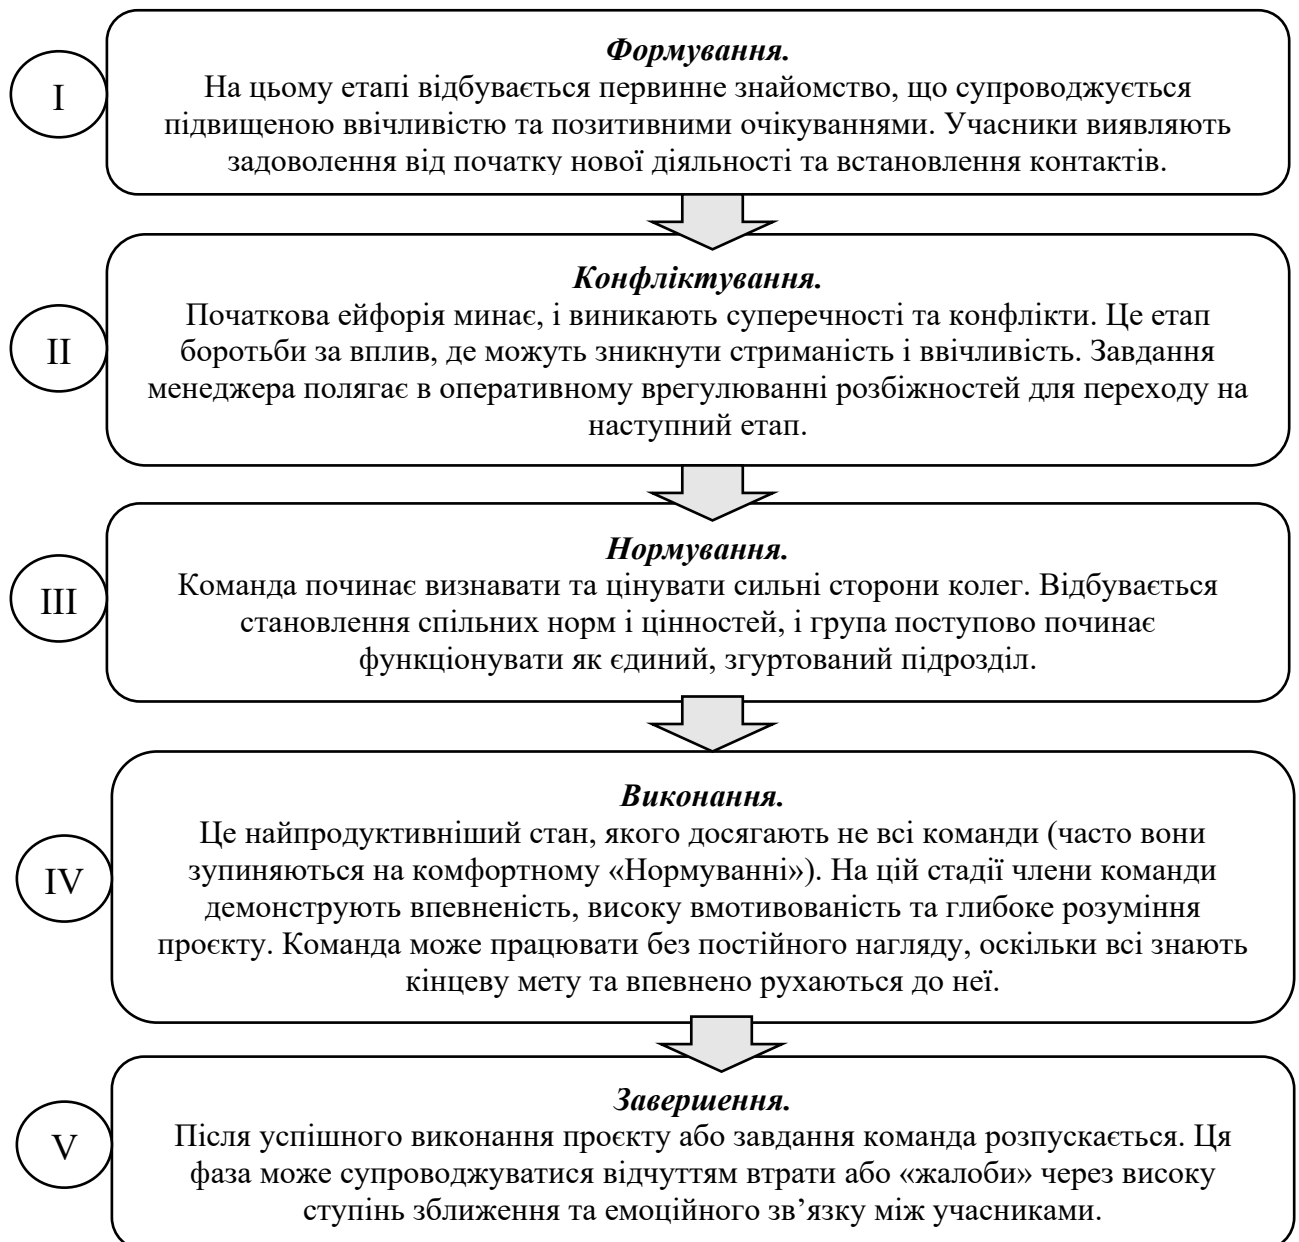 I
Формування.
На цьому етапі відбувається первинне знайомство, що супроводжується
підвищеною ввічливістю та позитивними очікуваннями. Учасники виявляють
задоволення від початку нової діяльності та встановлення контактів.
II
Конфліктування.
Початкова ейфорія минає, і виникають суперечності та конфлікти. Це етап
боротьби за вплив, де можуть зникнути стриманість і ввічливість. Завдання
менеджера полягає в оперативному врегулюванні розбіжностей для переходу на
наступний етап.
III
Нормування.
Команда починає визнавати та цінувати сильні сторони колег. Відбувається
становлення спільних норм і цінностей, і група поступово починає
функціонувати як єдиний, згуртований підрозділ.
IV
Виконання.
Це найпродуктивніший стан, якого досягають не всі команди (часто вони
зупиняються на комфортному «Нормуванні»). На цій стадії члени команди
демонструють впевненість, високу вмотивованість та глибоке розуміння
проєкту. Команда може працювати без постійного нагляду, оскільки всі знають
кінцеву мету та впевнено рухаються до неї.
V
Завершення.
Після успішного виконання проєкту або завдання команда розпускається. Ця
фаза може супроводжуватися відчуттям втрати або «жалоби» через високу
ступінь зближення та емоційного зв’язку між учасниками.